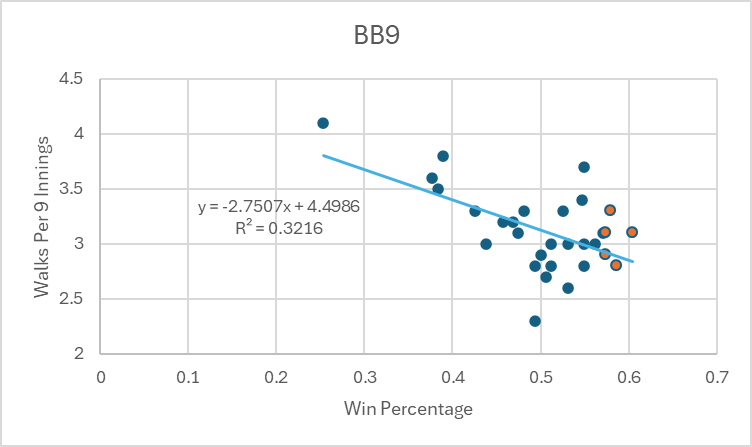 BB9
4.5
4
3.5
3
2.5
2
Walks Per 9 Innings
y = -2.7507x + 4.4986
R² = 0.3216
0
0.1
0.2
0.3
0.4
0.5
0.6
0.7
Win Percentage